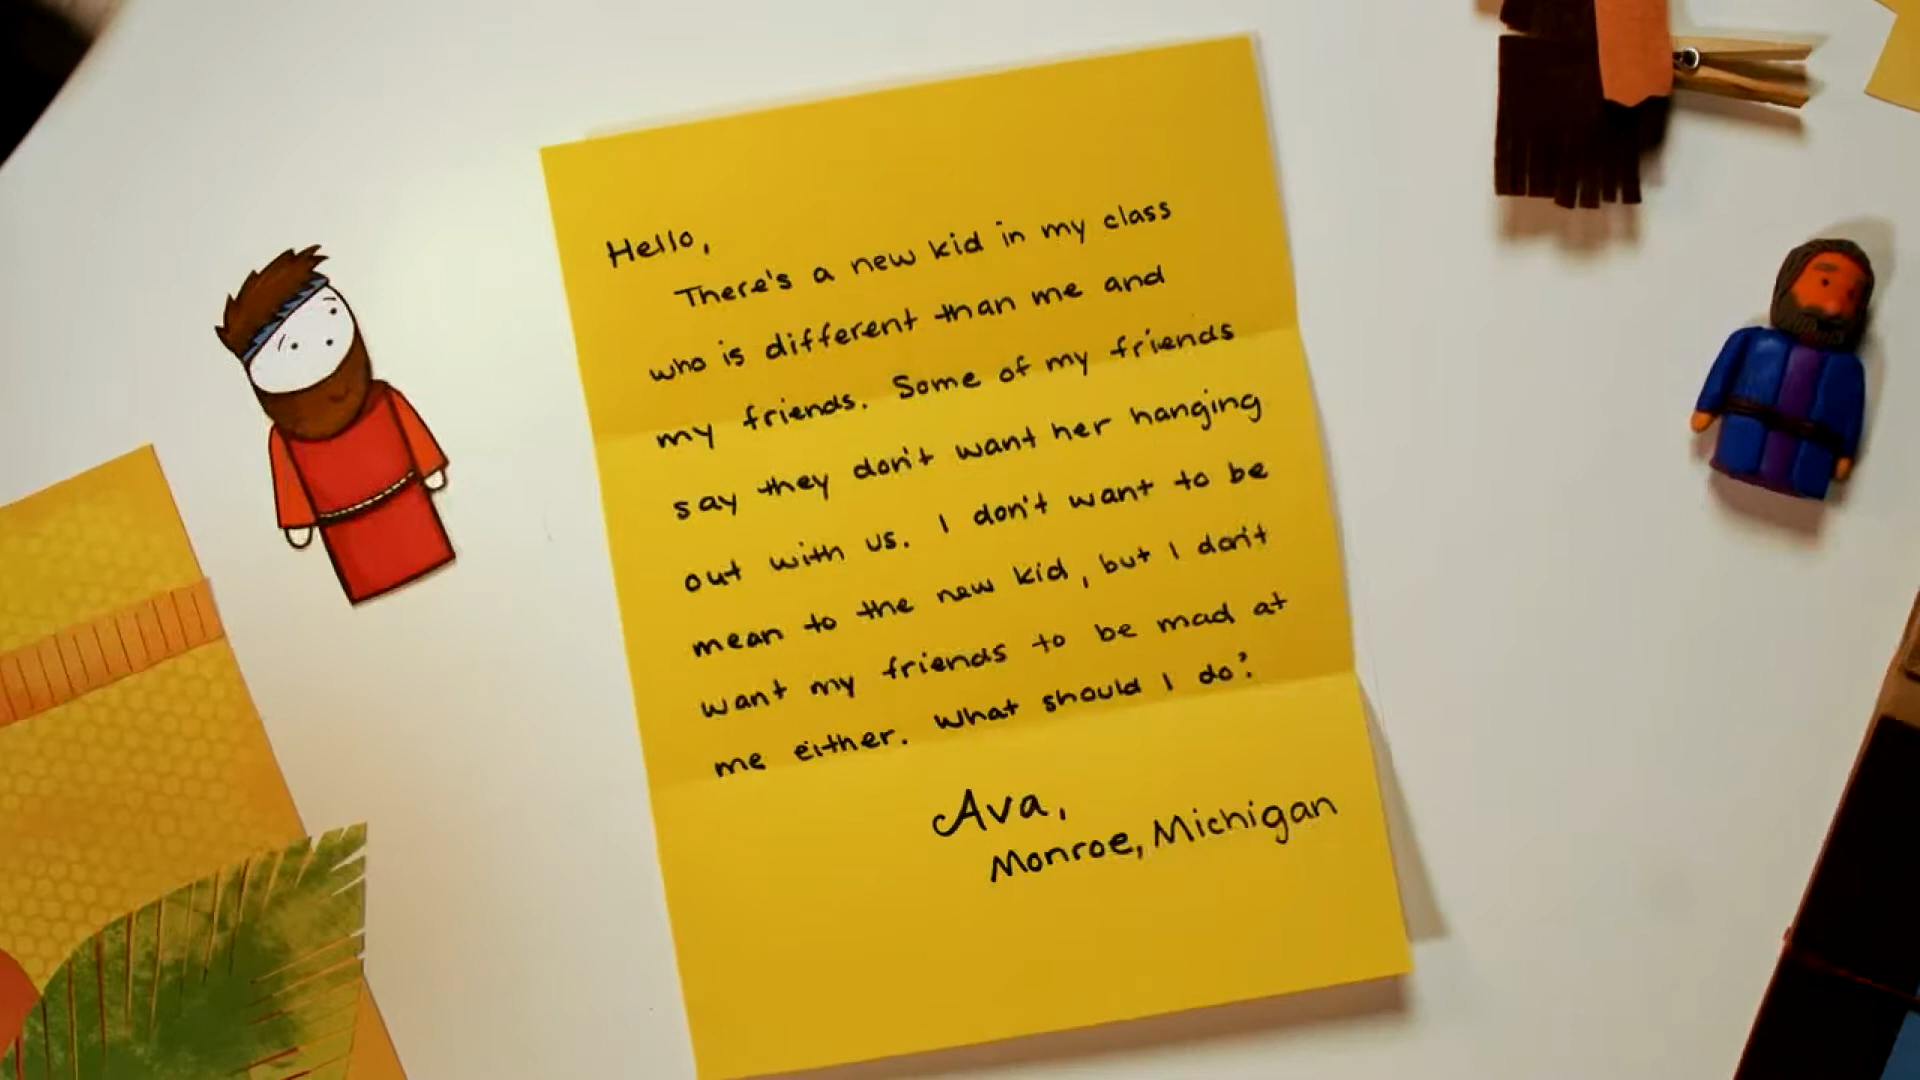 Hello,
There's a new kid in my class
who is different than me and
my friends. Some of my friends
say they don't want her hanging
out with us. I don't want to be
mean to the new kid, but I don't
want my friends to be mad at
me either. What should I do?
Ava,
Monroe, Michigan